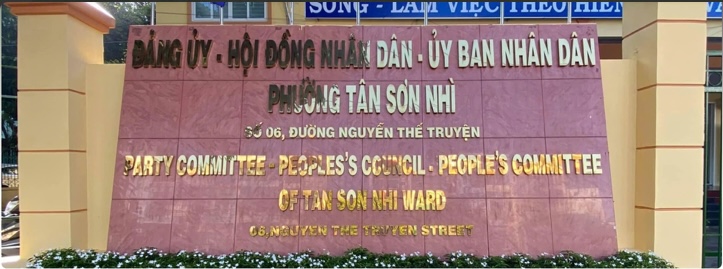 SỐNG - LÀM VIỆC THEO HIẾN
ĐẢNG ỦY - HỘI ĐỒNG NHÂN DÂN - ỦY BAN NHÂN DÂN
PHƯỜNG TÂN SƠN NHÌ
SỐ 06, ĐƯỜNG NGUYỄN THẾ TRUYỆN
PARTY COMMITTEE - PEOPLES'S COUNCIL - PEOPLE'S COMMITTEE
OF TAN SON NHI WARD
06,NGUYEN THE TRUYEN STREET